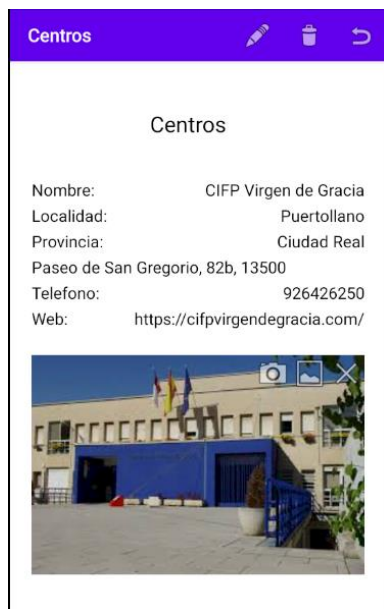 Centros
Centros
Nombre: CIFP Virgen de Gracia
Localidad: Puertollano
Provincia: Ciudad Real
Paseo de San Gregorio, 82b, 13500
Telefono: 926426250
Web: https://cifpvirgendegracia.com/